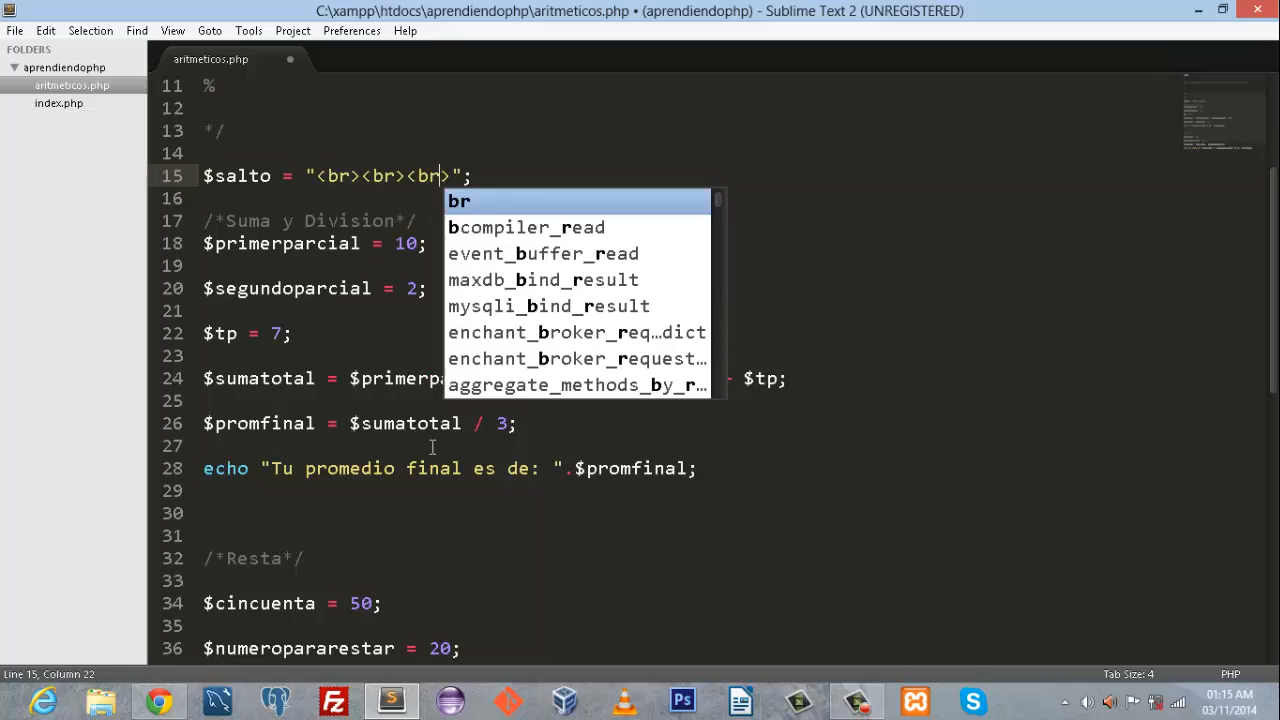 C:\xampp\htdocs\aprendiendophp\aritmeticos.php • (aprendiendophp) - Sublime Text 2 (UNREGISTERED)
File Edit Selection Find View Goto Tools Project Preferences Help
FOLDERS
aprendiendophp
aritmeticos.php
index.php
aritmeticos.php
11 %
12
13 */
14
15 $salto = "<br><br><br>";
16
17 /*Suma y Division*/
18 $primerparcial = 10;
19
20 $segundoparcial = 2;
21
22 $tp = 7;
23
24 $sumatotal = $primerpa $tp;
25
26 $promfinal = $sumatotal / 3;
27
28 echo "Tu promedio final es de: ".$promfinal;
29
30
31
32 /*Resta*/
33
34 $cincuenta = 50;
35
36 $numeropararestar = 20;
br
bcompiler_read
event_buffer_read
maxdb_bind_result
mysqli_bind_result
enchant_broker_req…dict
enchant_broker_request…
aggregate_methods_by_r…
Line 15, Column 22
Tab Size: 4
PHP
01:15 AM
03/11/2014